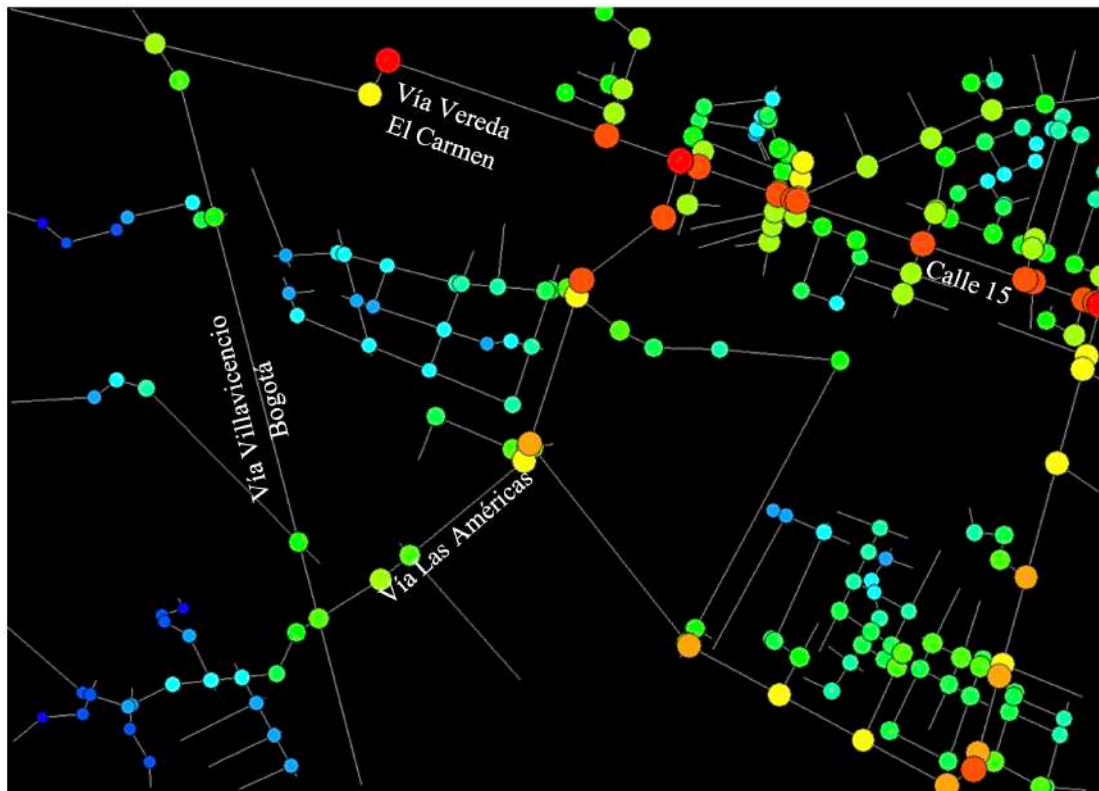 Vía Vereda
El Carmen
Calle 15
Vía Villavicencio
Bogotá
Vía Las Américas